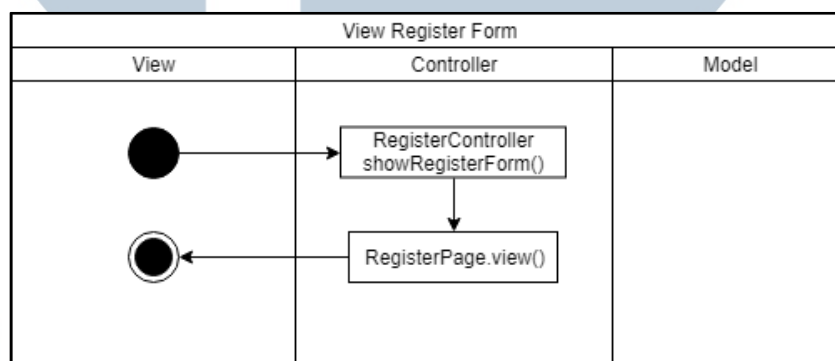 View Register Form
View
Controller
Model
RegisterController
showRegisterForm()
RegisterPage.view()